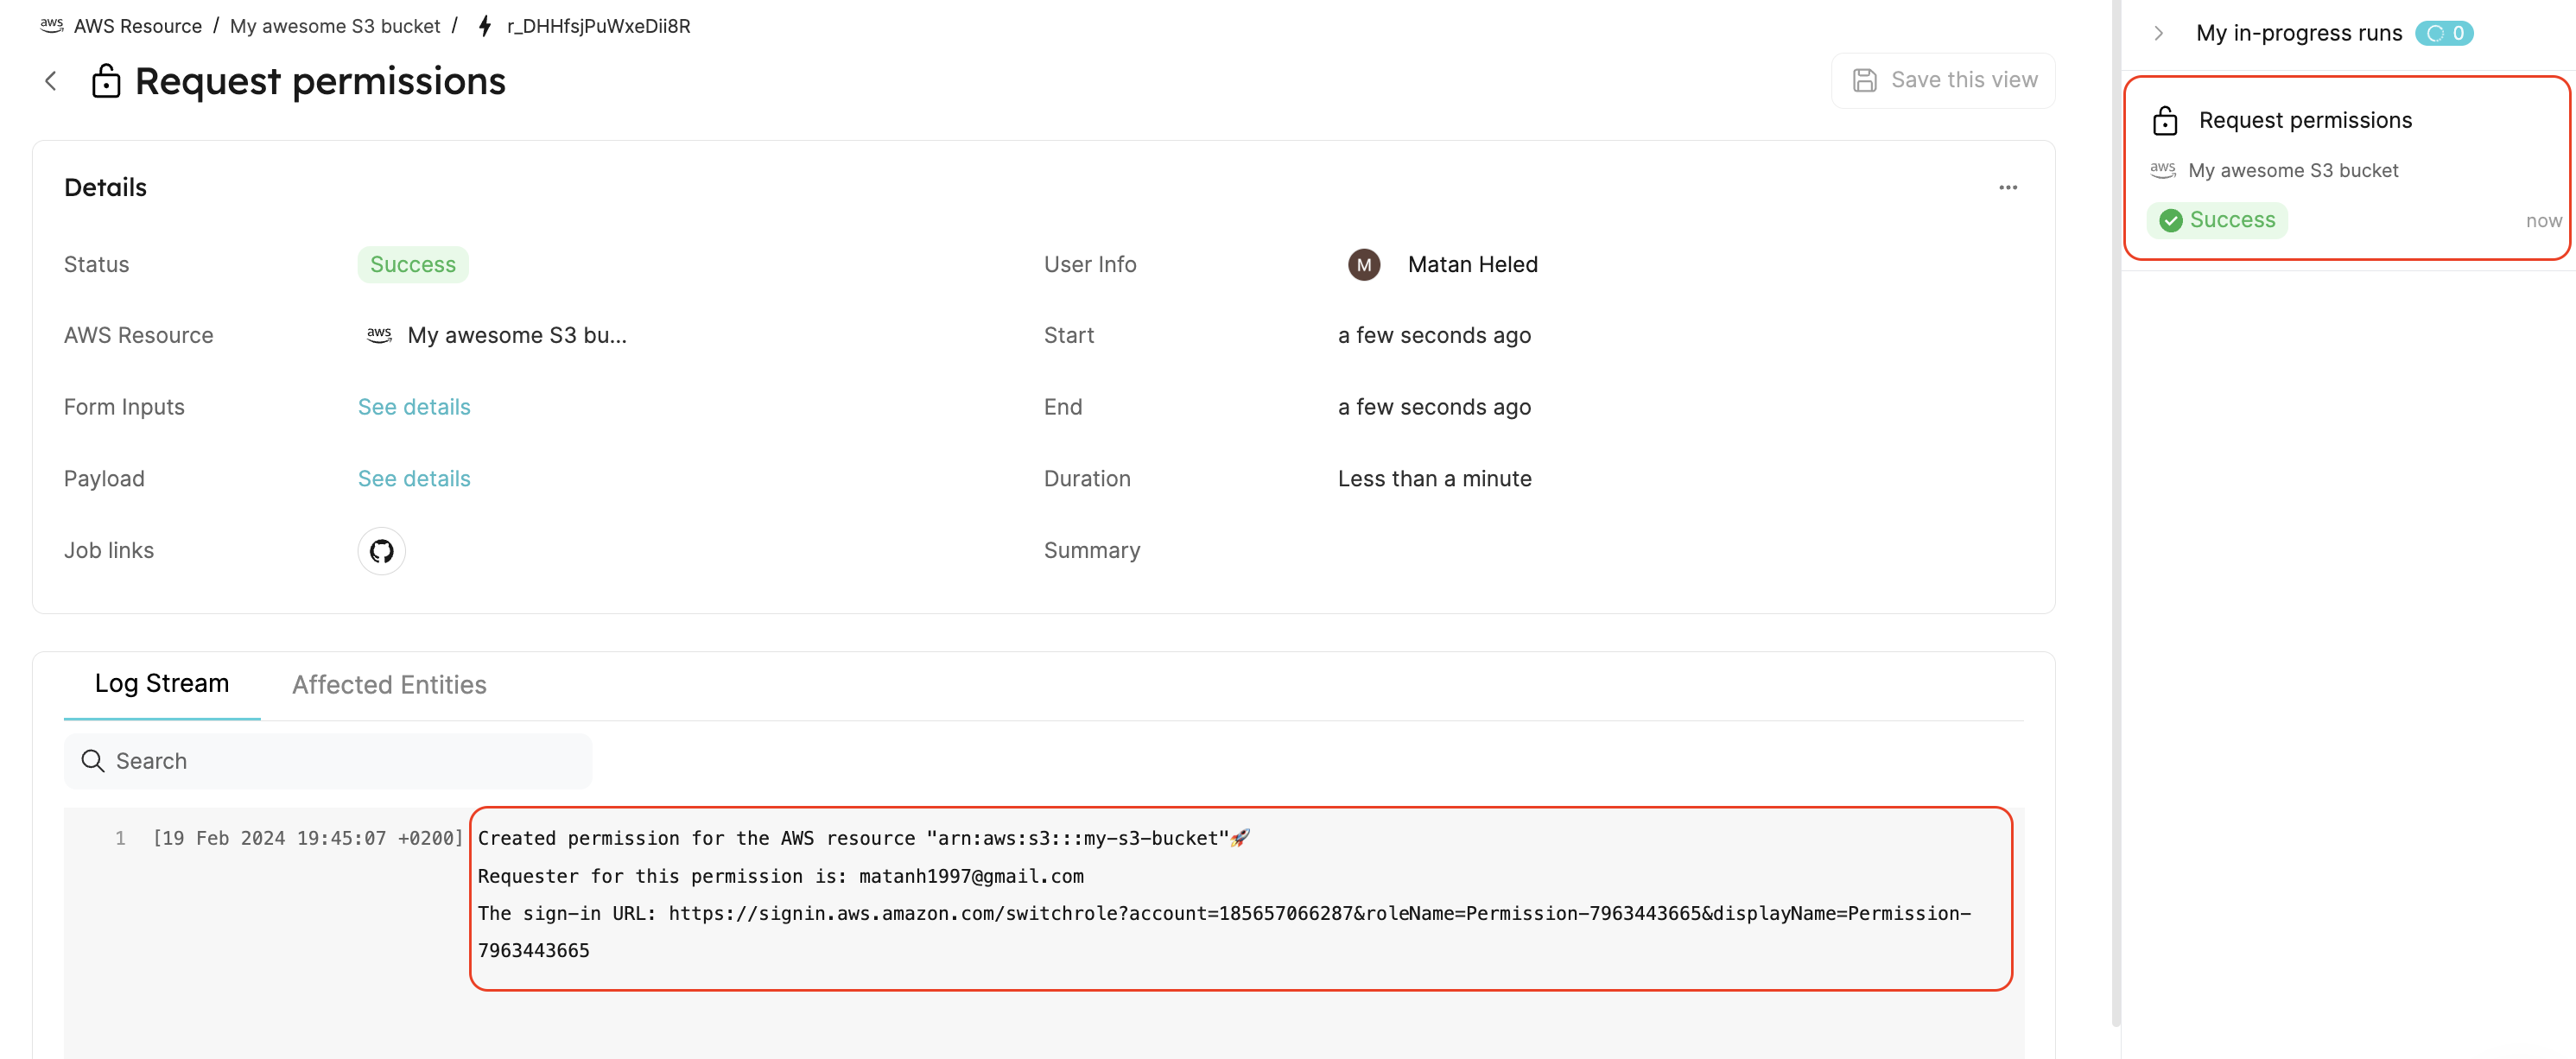 aws AWS Resource / My awesome S3 bucket / r_DHHfsjPuWxeDii8R
Request permissions
Save this view
Details
Status Success
User Info M Matan Heled
AWS Resource aws My awesome S3 bu...
Start a few seconds ago
Form Inputs See details
End a few seconds ago
Payload See details
Duration Less than a minute
Job links
Summary
Log Stream Affected Entities
Search
1 [19 Feb 2024 19:45:07 +0200] Created permission for the AWS resource "arn:aws:s3:::my-s3-bucket"🚀
Requester for this permission is: matanh1997@gmail.com
The sign-in URL: https://signin.aws.amazon.com/switchrole?account=185657066287&roleName=Permission-7963443665&displayName=Permission-
7963443665
My in-progress runs 0
Request permissions
aws My awesome S3 bucket
Success now